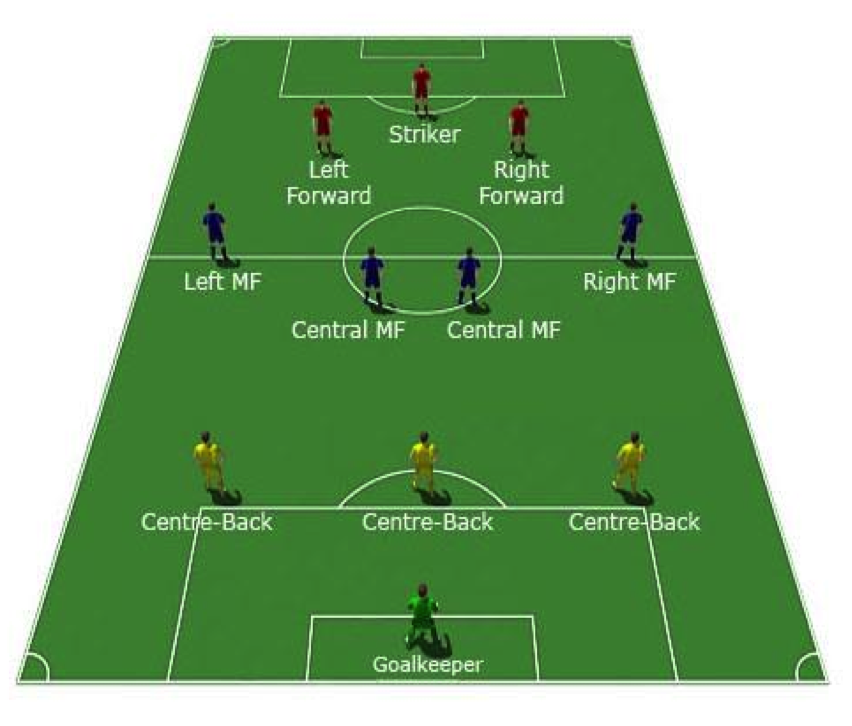 Striker
Left
Forward
Right
Forward
Left MF
Right MF
Central MF
Central MF
Centre-Back
Centre-Back
Centre-Back
Goalkeeper